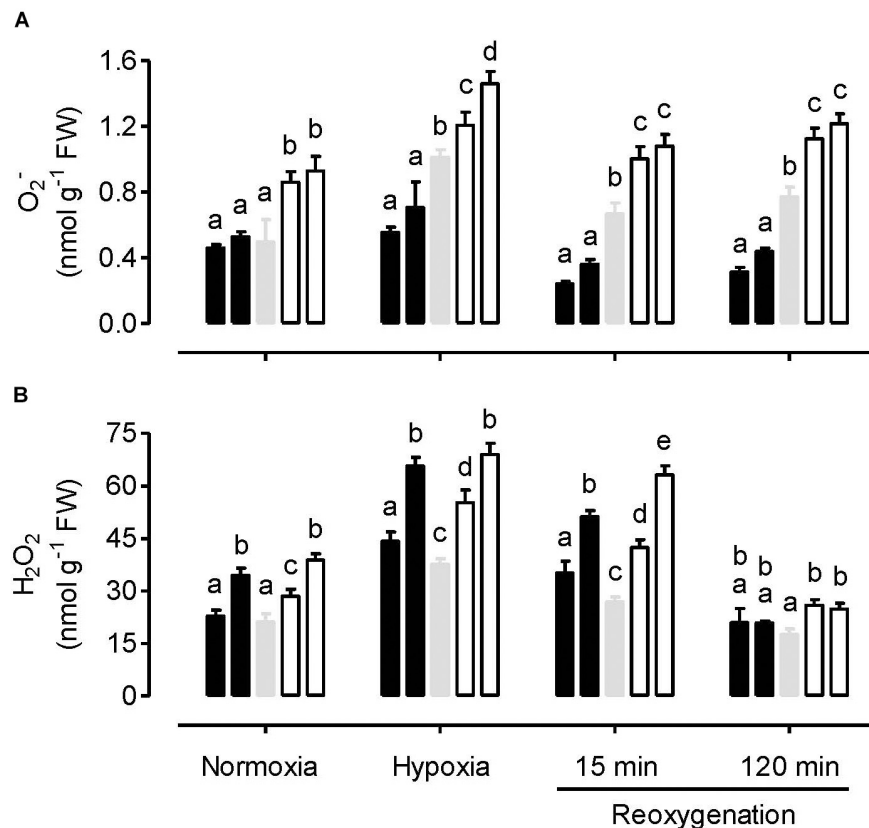 A
O2-
(nmol g-1 FW)
1.6
1.2
0.8
0.4
0.0
a a a b b
a a b c d
a a b c c
a a b c c
B
H2O2
(nmol g-1 FW)
75
60
45
30
15
0
a b a c b
a b c d b
a b c d e
b b
a a a b b
Normoxia Hypoxia 15 min 120 min
Reoxygenation